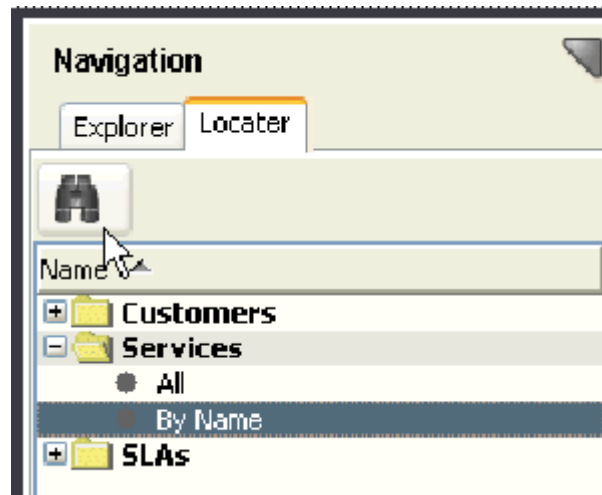 Navigation
Explorer Locater
Name
Customers
Services
All
By Name
SLAs